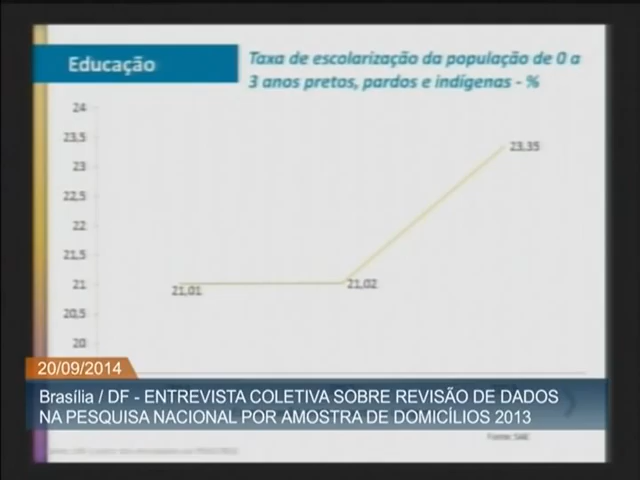 Educação
Taxa de escolarização da população de 0 a
3 anos pretos, pardos e indígenas - %
24
23,5
23
22,5
22
21,5
21
20,5
20
23,35
21,01
21,02
20/09/2014
Brasília / DF - ENTREVISTA COLETIVA SOBRE REVISÃO DE DADOS
NA PESQUISA NACIONAL POR AMOSTRA DE DOMICÍLIOS 2013
Fonte: SAE